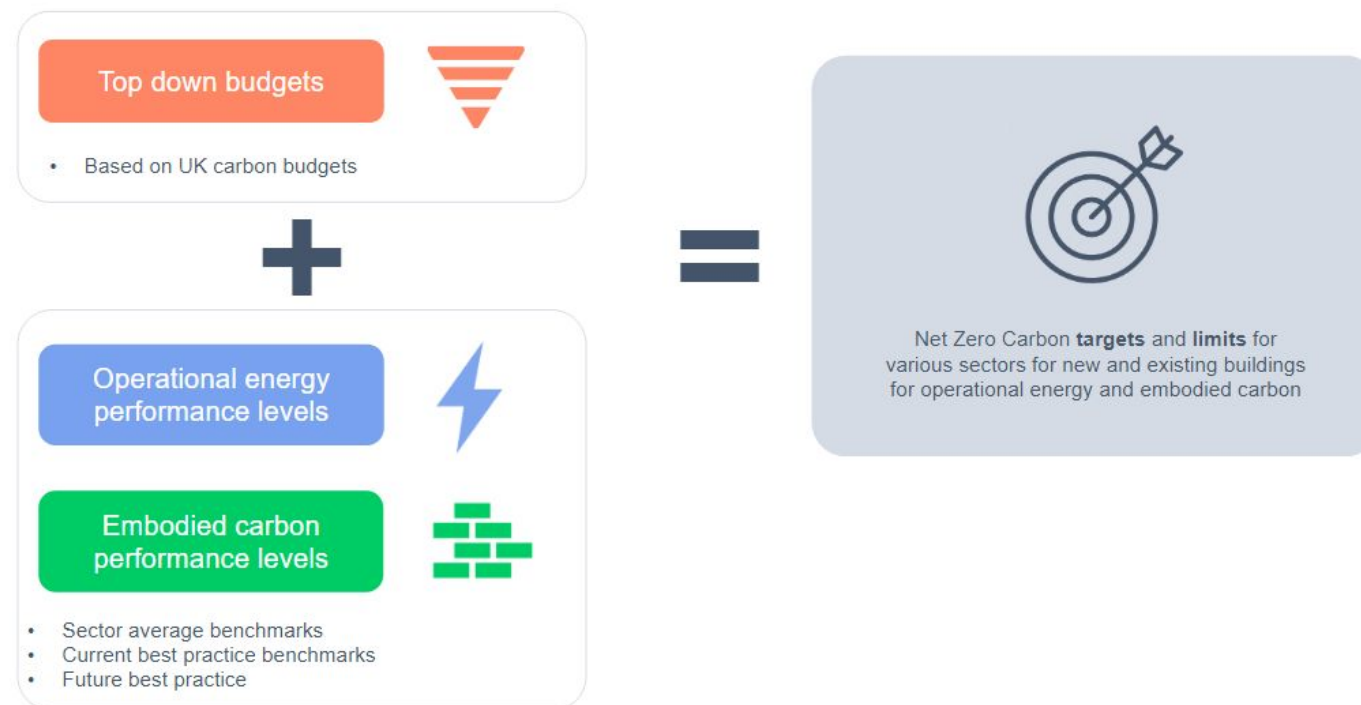 Top down budgets
• Based on UK carbon budgets
Operational energy
performance levels
Embodied carbon
performance levels
• Sector average benchmarks
• Current best practice benchmarks
• Future best practice
Net Zero Carbon targets and limits for
various sectors for new and existing buildings
for operational energy and embodied carbon